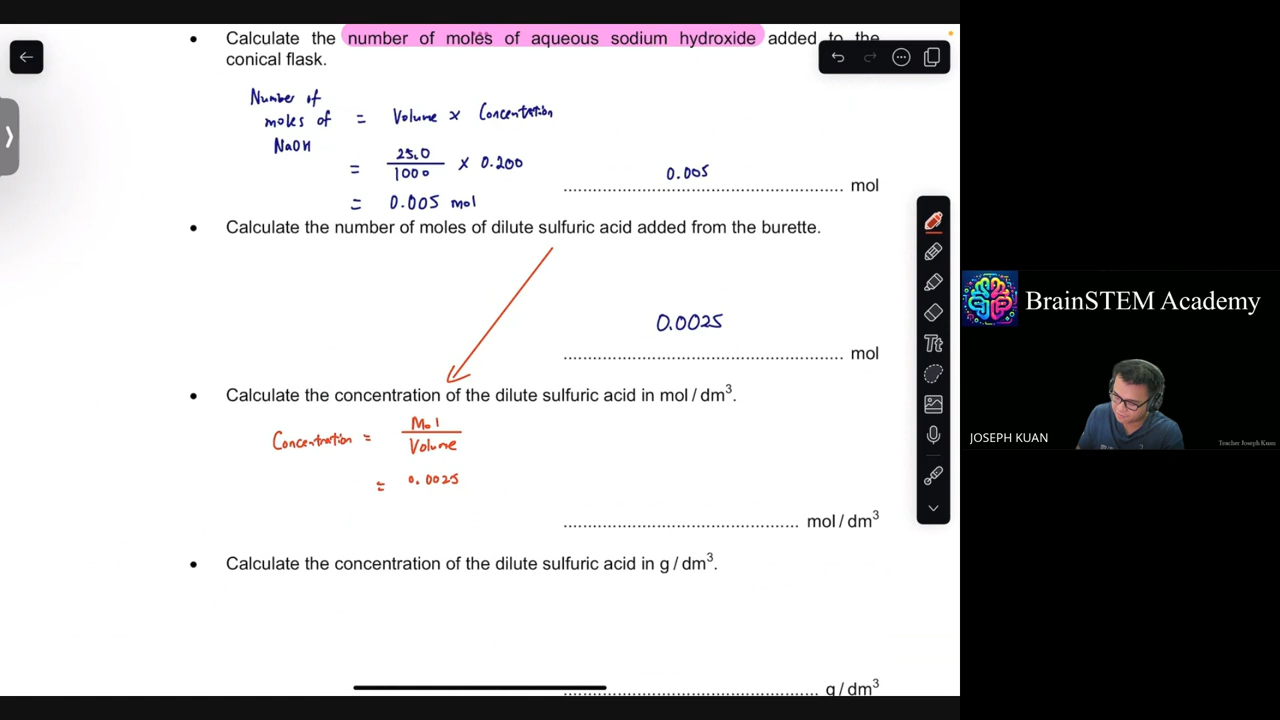 • Calculate the number of moles of aqueous sodium hydroxide added to the
conical flask.
Number of
moles of = Volume x Concentration
NaOH
= 25.0/1000 x 0.200
0.005
.......... mol
= 0.005 mol
• Calculate the number of moles of dilute sulfuric acid added from the burette.
0.0025
.......... mol
• Calculate the concentration of the dilute sulfuric acid in mol / dm³.
Concentration = Mol/Volume
= 0.0025
.......... mol / dm³
• Calculate the concentration of the dilute sulfuric acid in g / dm³.
.......... g / dm³
Tt
BrainSTEM Academy
JOSEPH KUAN
Teacher Joseph Kuan